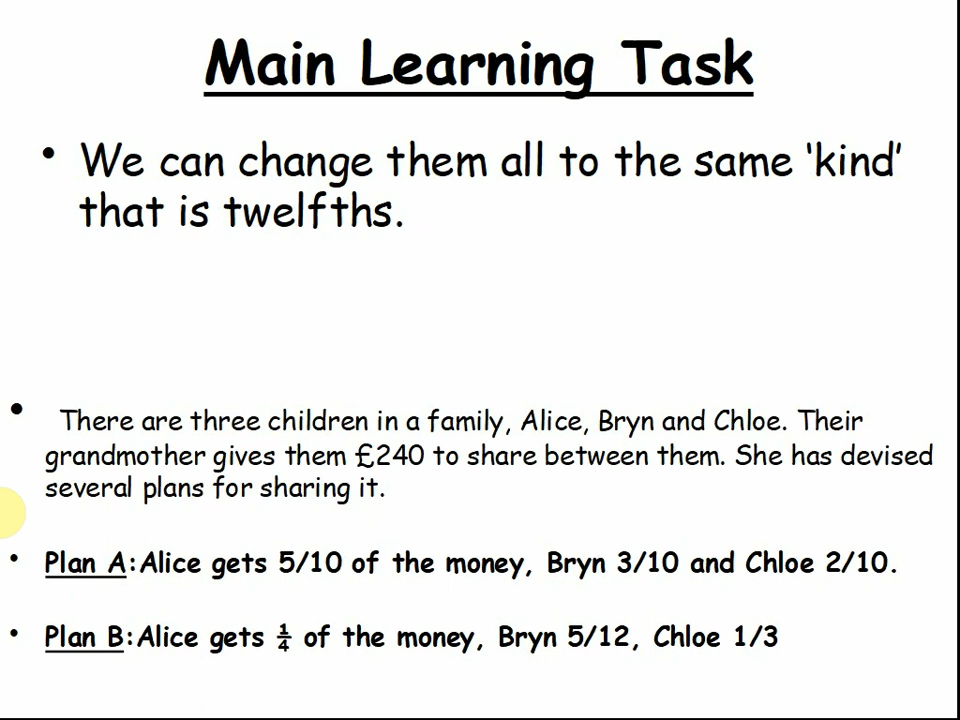 Main Learning Task
• We can change them all to the same ‘kind’
that is twelfths.
• There are three children in a family, Alice, Bryn and Chloe. Their
grandmother gives them £240 to share between them. She has devised
several plans for sharing it.
• Plan A:Alice gets 5/10 of the money, Bryn 3/10 and Chloe 2/10.
• Plan B:Alice gets ¼ of the money, Bryn 5/12, Chloe 1/3